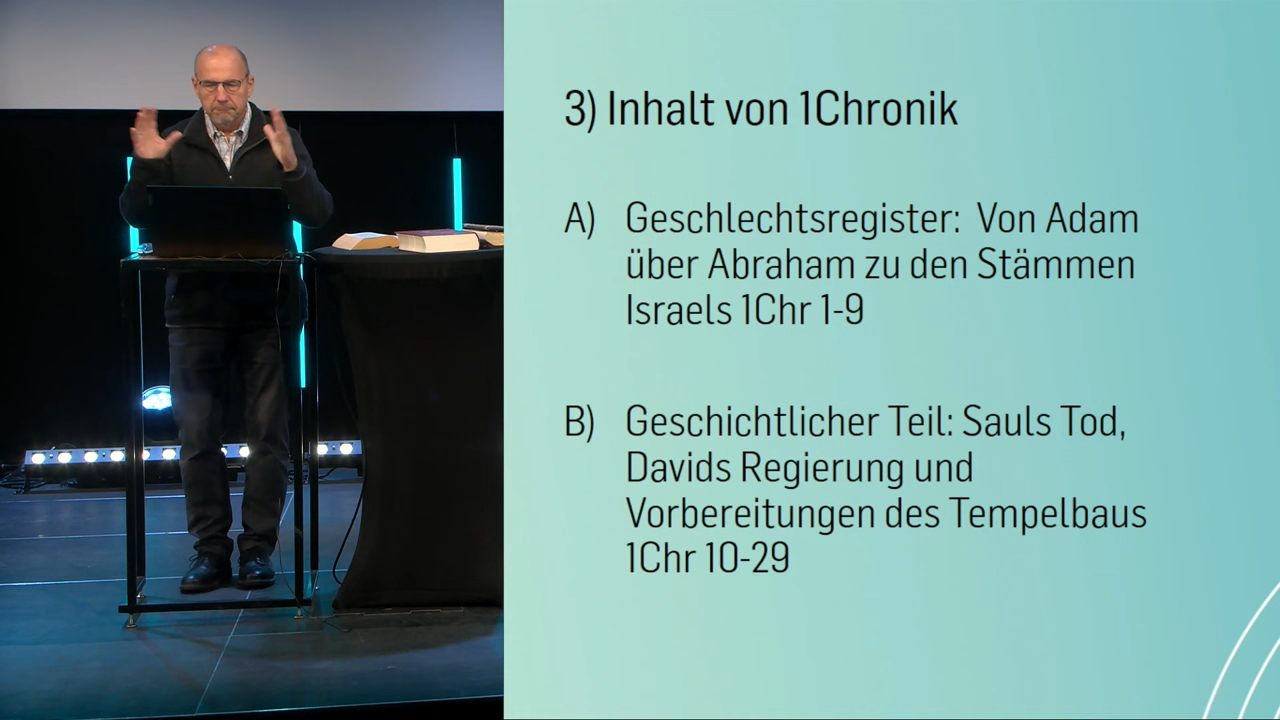 3) Inhalt von 1Chronik
A) Geschlechtsregister: Von Adam
über Abraham zu den Stämmen
Israels 1Chr 1-9
B) Geschichtlicher Teil: Sauls Tod,
Davids Regierung und
Vorbereitungen des Tempelbaus
1Chr 10-29